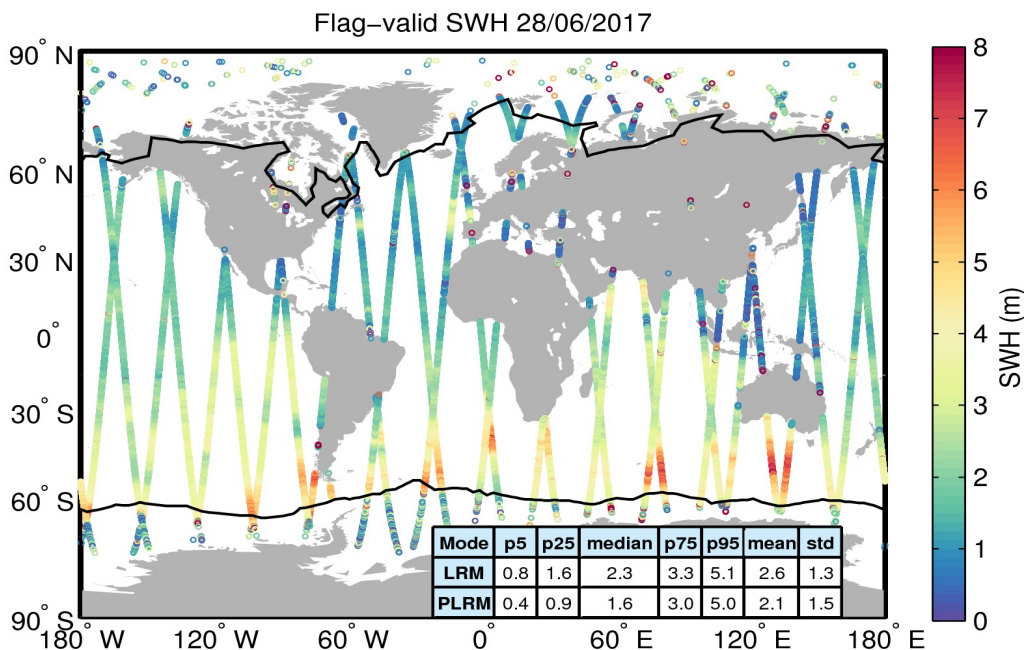 Flag−valid SWH 28/06/2017
90° N
60° N
30° N
0°
30° S
60° S
90° S
180° W
120° W
60° W
0°
60° E
120° E
180° E
Mode p5 p25 median p75 p95 mean std
LRM 0.8 1.6 2.3 3.3 5.1 2.6 1.3
PLRM 0.4 0.9 1.6 3.0 5.0 2.1 1.5
8
7
6
5
4
3
2
1
0
SWH (m)